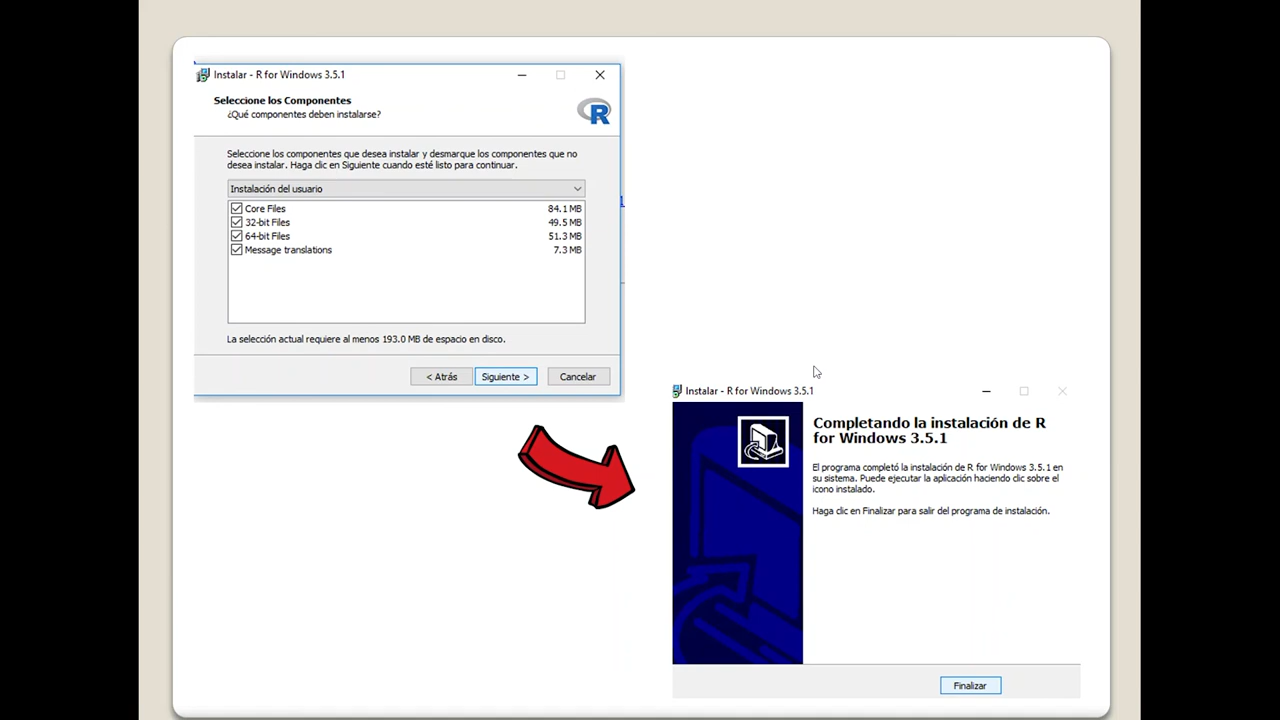 Instalar - R for Windows 3.5.1
Seleccione los Componentes
¿Qué componentes deben instalarse?
R
Seleccione los componentes que desea instalar y desmarque los componentes que no
desea instalar. Haga clic en Siguiente cuando esté listo para continuar.
Instalación del usuario
Core Files 84.1 MB
32-bit Files 49.5 MB
64-bit Files 51.3 MB
Message translations 7.3 MB
La selección actual requiere al menos 193.0 MB de espacio en disco.
< Atrás Siguiente > Cancelar
1
Instalar - R for Windows 3.5.1
Completando la instalación de R
for Windows 3.5.1
El programa completó la instalación de R for Windows 3.5.1 en
su sistema. Puede ejecutar la aplicación haciendo clic sobre el
icono instalado.
Haga clic en Finalizar para salir del programa de instalación.
Finalizar